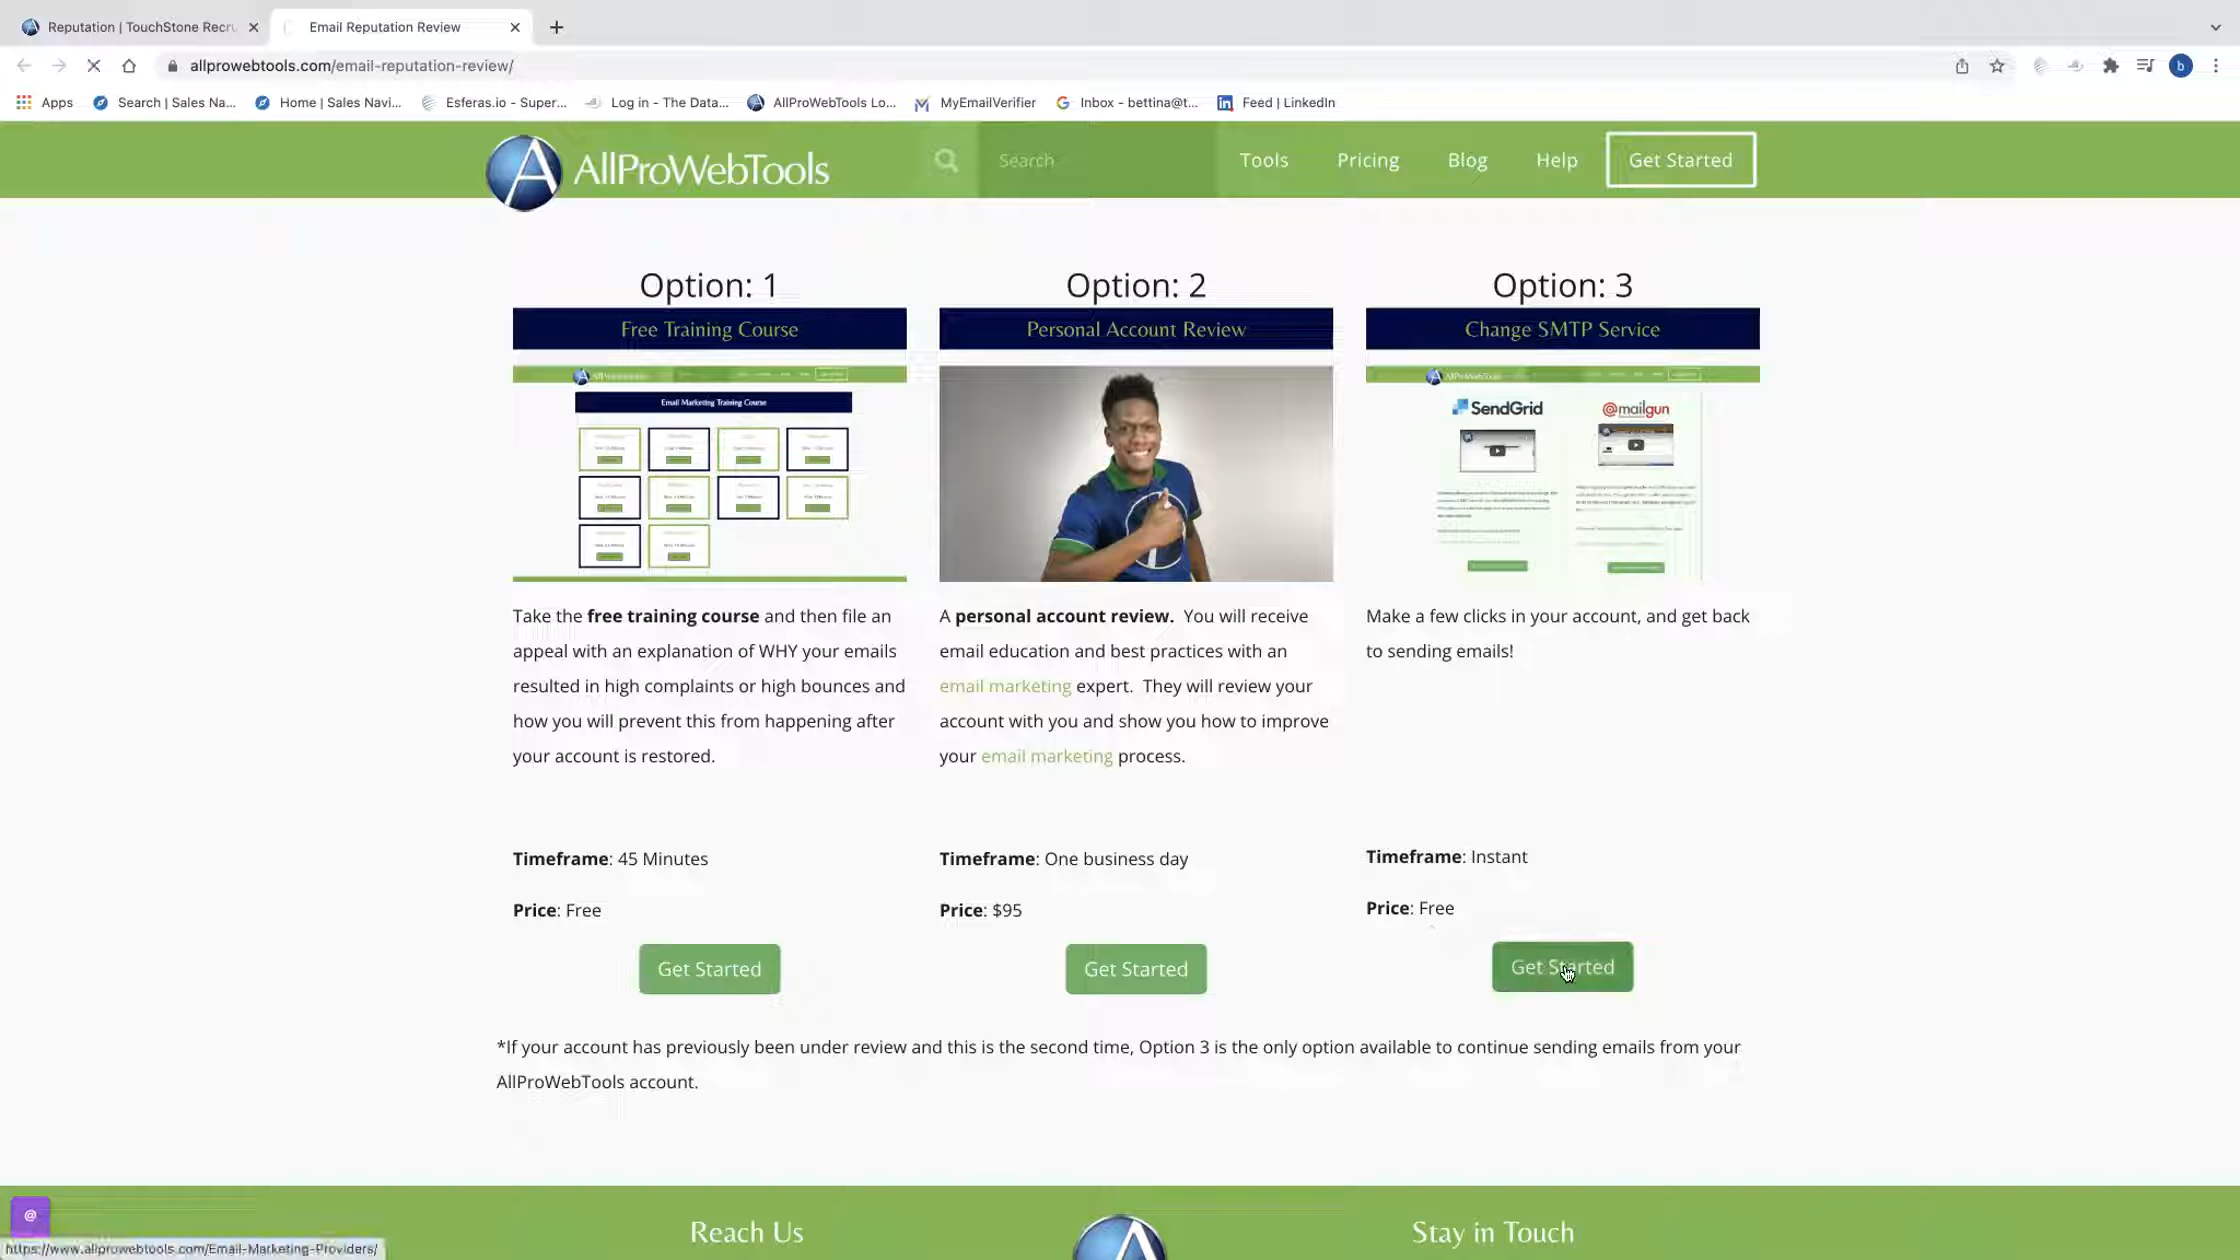 Reputation | TouchStone Recru
Email Reputation Review
allprowebtools.com/email-reputation-review/
b
Apps
Search | Sales Na...
Home | Sales Navi...
Esferas.io - Super...
Log in - The Data...
AllProWebTools Lo...
MyEmailVerifier
Inbox - bettina@t...
Feed | LinkedIn
AllProWebTools
Search
Tools
Pricing
Blog
Help
Get Started
Option: 1
Free Training Course
Email Marketing Training Course
Take the free training course and then file an
appeal with an explanation of WHY your emails
resulted in high complaints or high bounces and
how you will prevent this from happening after
your account is restored.
Timeframe: 45 Minutes
Price: Free
Get Started
Option: 2
Personal Account Review
A personal account review. You will receive
email education and best practices with an
email marketing expert. They will review your
account with you and show you how to improve
your email marketing process.
Timeframe: One business day
Price: $95
Get Started
Option: 3
Change SMTP Service
SendGrid
@mailgun
Make a few clicks in your account, and get back
to sending emails!
Timeframe: Instant
Price: Free
Get Started
*If your account has previously been under review and this is the second time, Option 3 is the only option available to continue sending emails from your
AllProWebTools account.
Reach Us
Stay in Touch
@
https://www.allprowebtools.com/Email-Marketing-Providers/